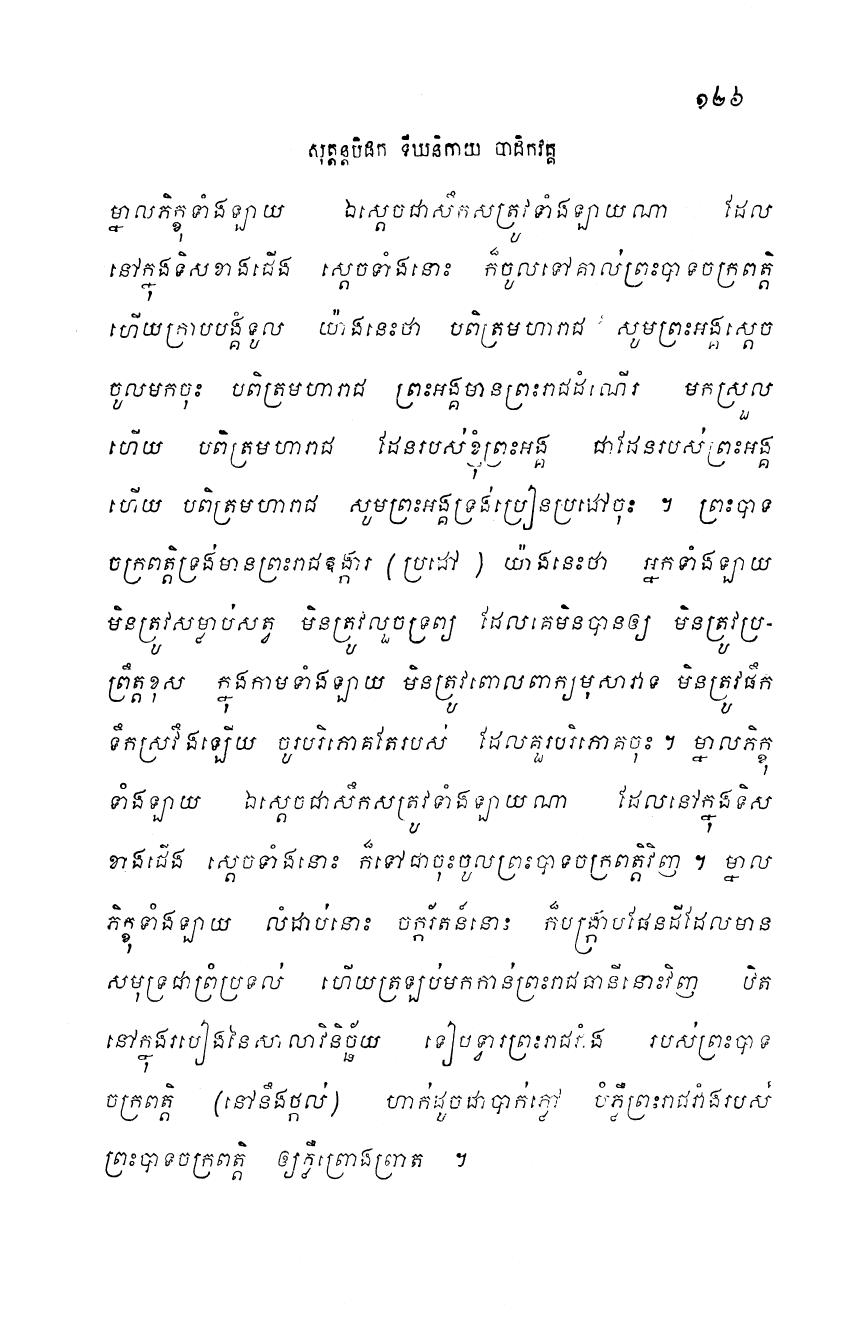 ១២៦
សុត្តន្តបិដក ទីឃនិកាយ បាដិកវគ្គ
ម្នាលភិក្ខុទាំងឡាយ ឯស្តេចជាសឹកសត្រូវទាំងឡាយណា ដែល
នៅក្នុងទិសខាងជើង ស្តេចទាំងនោះ ក៏ចូលទៅគាល់ព្រះបាទចក្រពត្តិ
ហើយក្រាបបង្គំទូល យ៉ាងនេះថា បពិត្រមហារាជ សូមព្រះអង្គស្តេច
ចូលមកចុះ បពិត្រមហារាជ ព្រះអង្គមានព្រះរាជដំណើរ មកស្រួល
ហើយ បពិត្រមហារាជ ដែនរបស់ខ្ញុំព្រះអង្គ ជាដែនរបស់ព្រះអង្គ
ហើយ បពិត្រមហារាជ សូមព្រះអង្គទ្រង់ប្រៀនប្រដៅចុះ ។ ព្រះបាទ
ចក្រពត្តិទ្រង់មានព្រះរាជឱង្ការ (ប្រដៅ) យ៉ាងនេះថា អ្នកទាំងឡាយ
មិនត្រូវសម្លាប់សត្វ មិនត្រូវលួចទ្រព្យ ដែលគេមិនបានឲ្យ មិនត្រូវប្រ-
ព្រឹត្តខុស ក្នុងកាមទាំងឡាយ មិនត្រូវពោលពាក្យមុសាវាទ មិនត្រូវផឹក
ទឹកស្រវឹងឡើយ ចូរបរិភោគតែរបស់ ដែលគួរបរិភោគចុះ ។ ម្នាលភិក្ខុ
ទាំងឡាយ ឯស្តេចជាសឹកសត្រូវទាំងឡាយណា ដែលនៅក្នុងទិស
ខាងជើង ស្តេចទាំងនោះ ក៏ទៅជាចុះចូលព្រះបាទចក្រពត្តិវិញ ។ ម្នាល
ភិក្ខុទាំងឡាយ លំដាប់នោះ ចក្ករ័តន៍នោះ ក៏បង្ក្រាបផែនដីដែលមាន
សមុទ្រជាព្រំប្រទល់ ហើយត្រឡប់មកកាន់ព្រះរាជធានីនោះវិញ ឋិត
នៅក្នុងរបៀងនៃសាលាវិនិច្ឆ័យ ទៀបទ្វារព្រះរាជវាំង របស់ព្រះបាទ
ចក្រពត្តិ (នៅនឹងថ្កល់) ហាក់ដូចជាបាក់ភ្លៅ បំភ្លឺព្រះរាជវាំងរបស់
ព្រះបាទចក្រពត្តិ ឲ្យភ្លឺព្រោងព្រាត ។